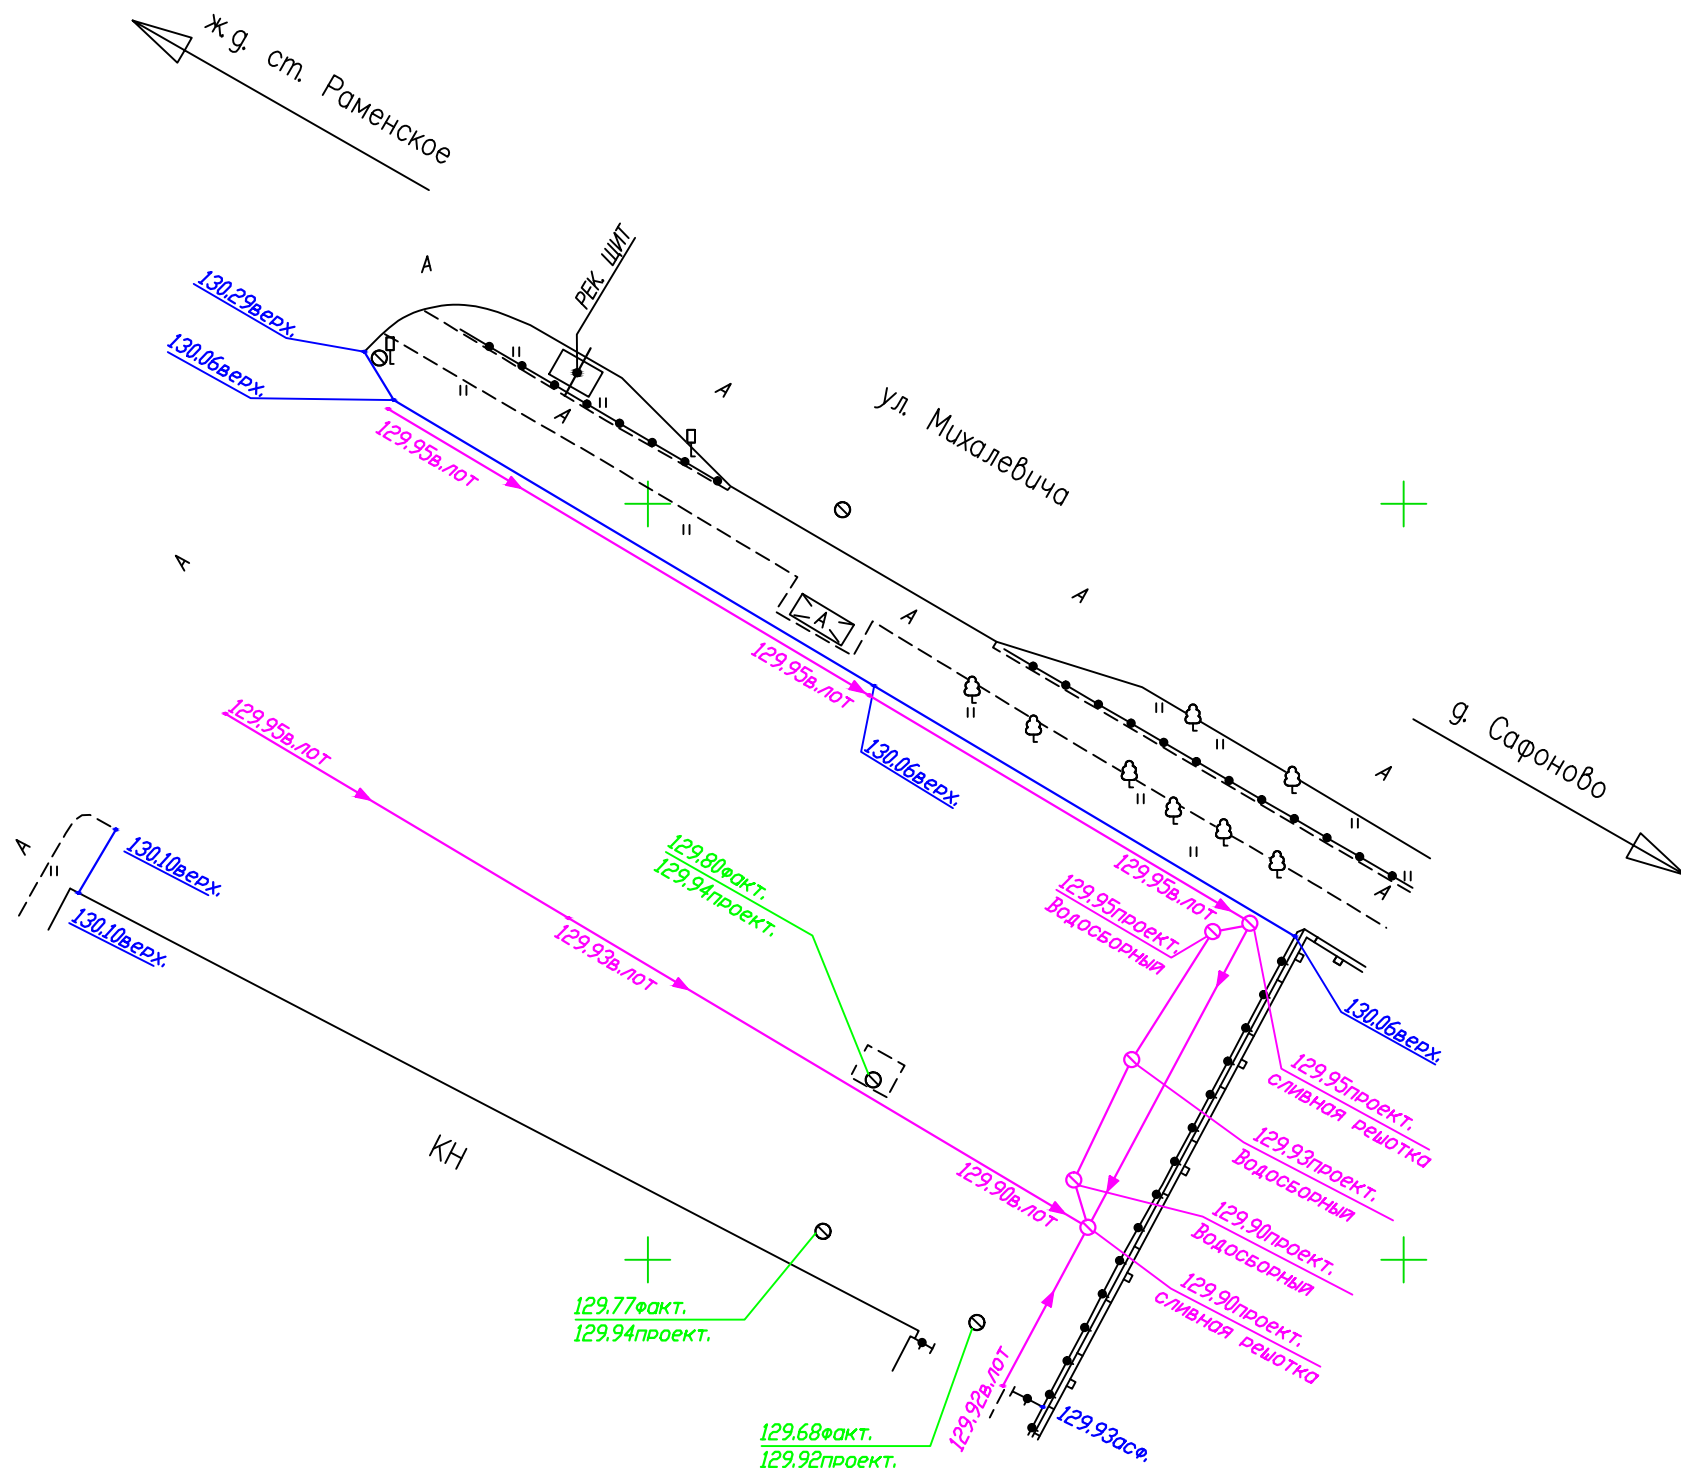 ж.д. ст. Раменское
А
РЕК. ЩИТ
130.29верх.
130.06верх.
А
А
ул. Михалевича
129.95в.лот
А
А
А
А
129.95в.лот
130.06верх.
д. Сафоново
А
А
129.95в.лот
А
130.10верх.
130.10верх.
129.80факт.
129.94проект.
129.93в.лот
129.95в.лот
129.95проект.
Водосборный
130.06верх.
129.95проект.
сливная решотка
129.93проект.
Водосборный
КН
129.90в.лот
129.90проект.
Водосборный
129.90проект.
сливная решотка
129.77факт.
129.94проект.
129.92в.лот
129.93асф.
129.68факт.
129.92проект.